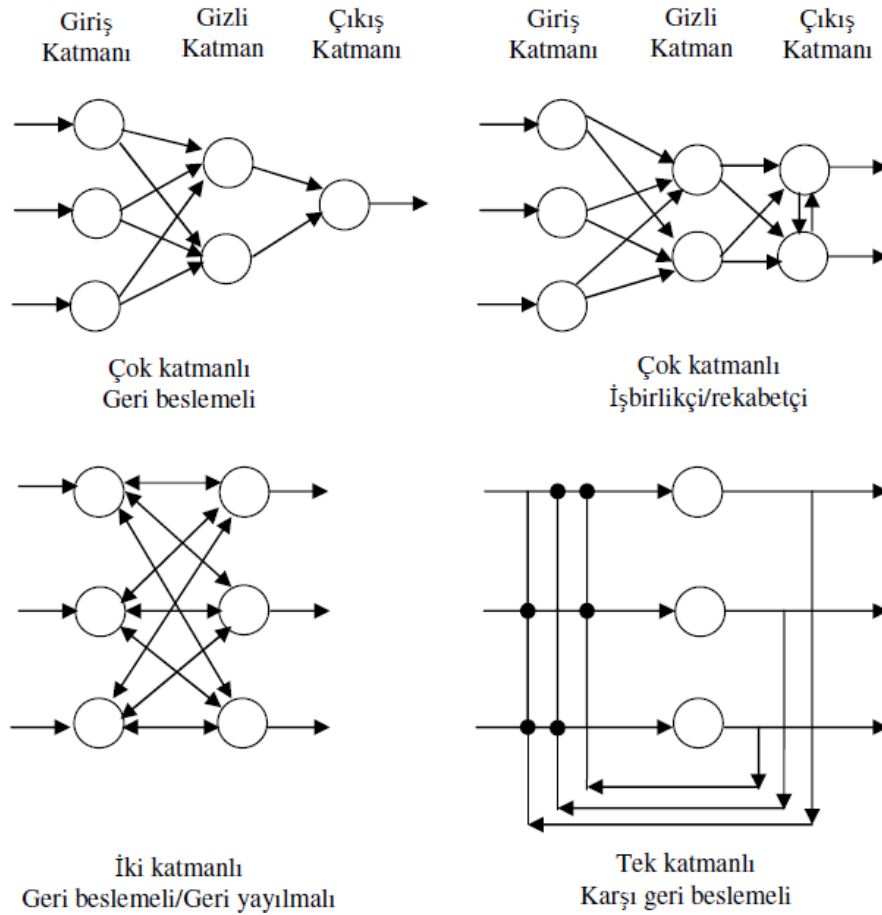 Giriş
Katmanı
Gizli
Katman
Çıkış
Katmanı
Giriş
Katmanı
Gizli
Katman
Çıkış
Katmanı
Çok katmanlı
Geri beslemeli
Çok katmanlı
İşbirlikçi/rekabetçi
İki katmanlı
Geri beslemeli/Geri yayılmalı
Tek katmanlı
Karşı geri beslemeli